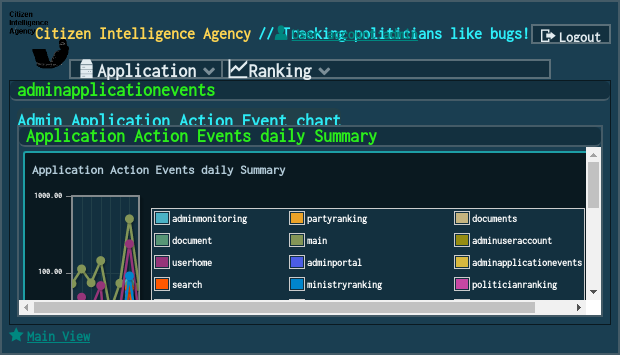 Citizen
Intelligence
Agency
Citizen Intelligence Agency // Tracking politicians like bugs!
Logout
Application
Ranking
adminapplicationevents
Admin Application Action Event chart
Application Action Events daily Summary
Application Action Events daily Summary
1000.00
100.00
adminmonitoring
partyranking
documents
document
main
adminuseraccount
userhome
adminportal
adminapplicationevents
search
ministryranking
politicianranking
Main View